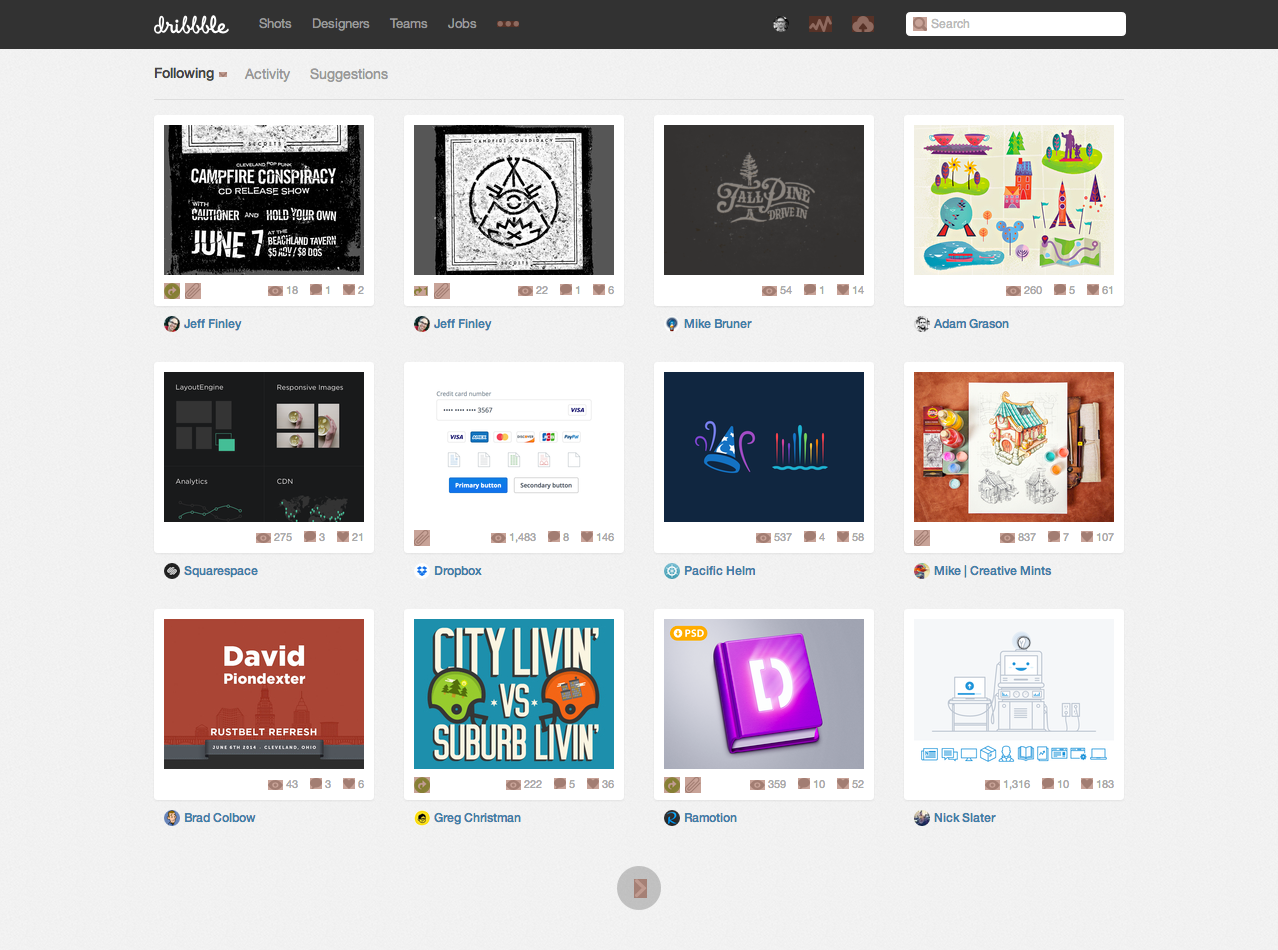 dribbble
Shots Designers Teams Jobs
Search
Following Activity Suggestions
SECRETS
CLEVELAND POP PUNK
CAMPFIRE CONSPIRACY
CD RELEASE SHOW
WITH
CAUTIONER AND HOLD YOUR OWN
JUNE 7 AT THE
BEACHLAND TAVERN
$5 ADV / $8 DOS
CAMPFIRE CONSPIRACY
SECRETS
TALL PINE
DRIVE IN
18 1 2
22 1 6
54 1 14
260 5 61
Jeff Finley
Jeff Finley
Mike Bruner
Adam Grason
LayoutEngine Responsive Images
Analytics CDN
Credit card number
•••• •••• •••• 3567 VISA
VISA AMEX DISCOVER JCB PayPal
Primary button Secondary button
275 3 21
1,483 8 146
537 4 58
837 7 107
Squarespace
Dropbox
Pacific Helm
Mike | Creative Mints
David
Piondexter
RUSTBELT REFRESH
JUNE 6TH 2014 - CLEVELAND, OHIO
CITY LIVIN'
VS
SUBURB LIVIN'
PSD
D
43 3 6
222 5 36
359 10 52
1,316 10 183
Brad Colbow
Greg Christman
Ramotion
Nick Slater